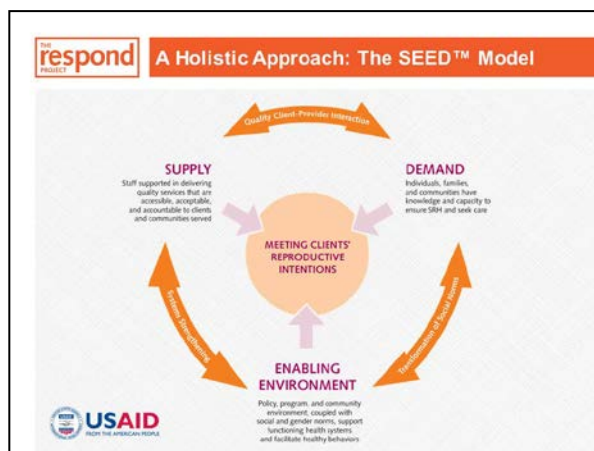 THE
respond
PROJECT
A Holistic Approach: The SEED™ Model
Quality Client-Provider Interaction
SUPPLY
Staff supported in delivering
quality services that are
accessible, acceptable,
and accountable to clients
and communities served
DEMAND
Individuals, families,
and communities have
knowledge and capacity to
ensure SRH and seek care
MEETING CLIENTS'
REPRODUCTIVE
INTENTIONS
Systems Strengthening
Transformation of Social Norms
ENABLING
ENVIRONMENT
Policy, program, and community
environment, coupled with
social and gender norms, support
functioning health systems
and facilitate healthy behaviors
USAID
FROM THE AMERICAN PEOPLE